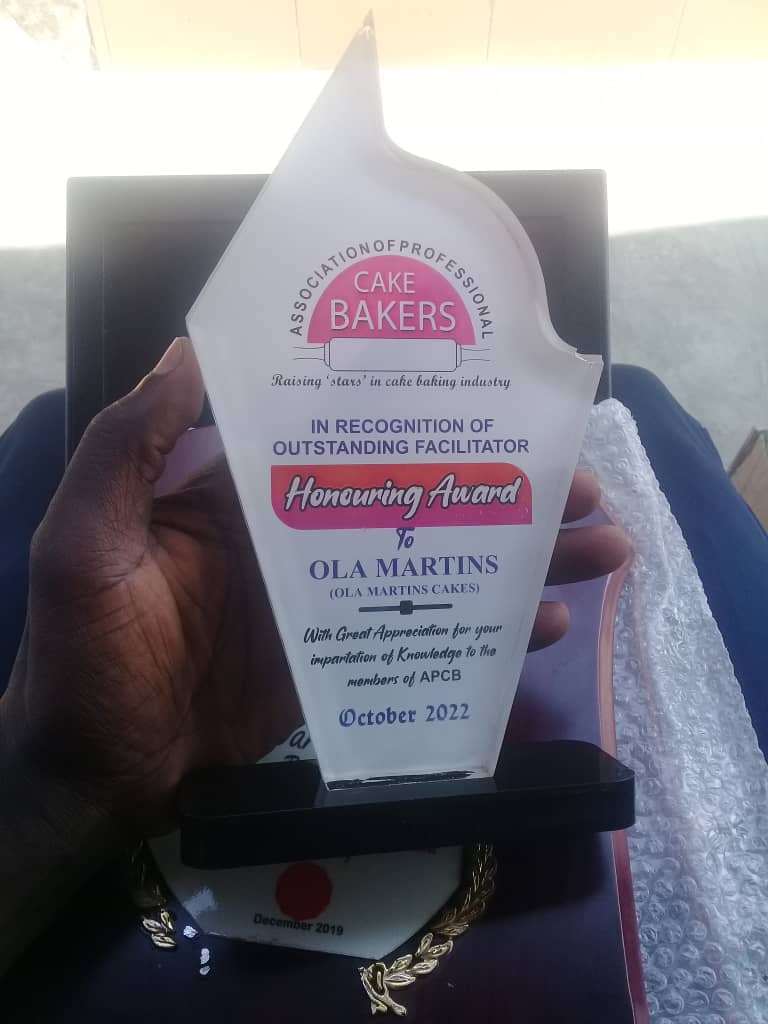 ASSOCIATION OF PROFESSIONAL
CAKE
BAKERS
Raising 'stars' in cake baking industry
IN RECOGNITION OF
OUTSTANDING FACILITATOR
Honouring Award
To
OLA MARTINS
(OLA MARTINS CAKES)
With Great Appreciation for your
impartation of Knowledge to the
members of APCB
October 2022
December 2019